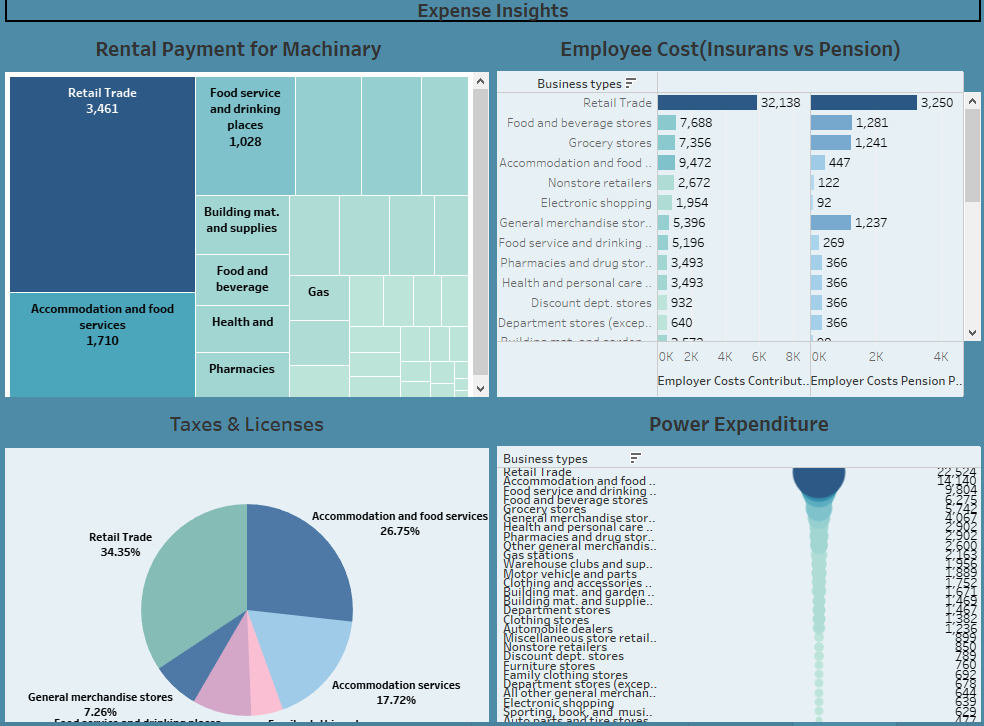 Expense Insights
Rental Payment for Machinary
Retail Trade
3,461
Food service
and drinking
places
1,028
Building mat.
and supplies
Food and
beverage
Health and
Pharmacies
Gas
Accommodation and food
services
1,710
Employee Cost(Insurans vs Pension)
Business types
Retail Trade 32,138 3,250
Food and beverage stores 7,688 1,281
Grocery stores 7,356 1,241
Accommodation and food .. 9,472 447
Nonstore retailers 2,672 122
Electronic shopping 1,954 92
General merchandise stor.. 5,396 1,237
Food service and drinking .. 5,196 269
Pharmacies and drug stor.. 3,493 366
Health and personal care .. 3,493 366
Discount dept. stores 932 366
Department stores (excep.. 640 366
Building mat. and garden
0K 2K 4K 6K 8K 0K 2K 4K
Employer Costs Contribut.. Employer Costs Pension P..
Taxes & Licenses
Accommodation and food services
26.75%
Retail Trade
34.35%
Accommodation services
17.72%
General merchandise stores
7.26%
Food service and drinking places
Power Expenditure
Business types
Retail Trade 22,524
Accommodation and food .. 14,140
Food service and drinking .. 9,804
Food and beverage stores 6,275
Grocery stores 5,742
General merchandise stor.. 4,067
Health and personal care .. 2,902
Pharmacies and drug stor.. 2,902
Other general merchandis.. 2,600
Gas stations 2,163
Warehouse clubs and sup.. 1,956
Motor vehicle and parts 1,889
Clothing and accessories .. 1,752
Building mat. and garden .. 1,671
Building mat. and supplie.. 1,469
Department stores 1,467
Clothing stores 1,382
Automobile dealers 1,236
Miscellaneous store retail.. 899
Nonstore retailers 850
Discount dept. stores 789
Furniture stores 760
Family clothing stores 692
Department stores (excep.. 678
All other general merchan.. 644
Electronic shopping 639
Sporting, book, and musi.. 629
Auto parts and tire stores 477